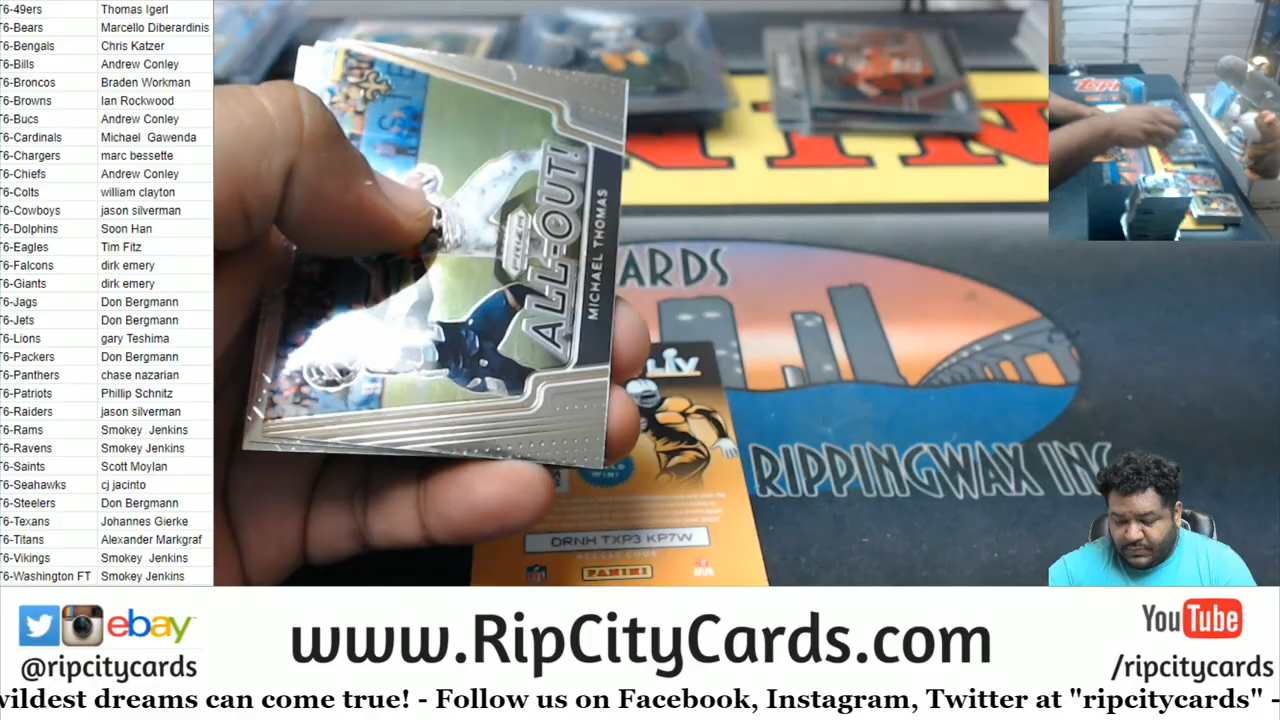 T6-49ers Thomas Igerl
T6-Bears Marcello Diberardinis
T6-Bengals Chris Katzer
T6-Bills Andrew Conley
T6-Broncos Braden Workman
T6-Browns Ian Rockwood
T6-Bucs Andrew Conley
T6-Cardinals Michael Gawenda
T6-Chargers marc bessette
T6-Chiefs Andrew Conley
T6-Colts william clayton
T6-Cowboys jason silverman
T6-Dolphins Soon Han
T6-Eagles Tim Fitz
T6-Falcons dirk emery
T6-Giants dirk emery
T6-Jags Don Bergmann
T6-Jets Don Bergmann
T6-Lions gary Teshima
T6-Packers Don Bergmann
T6-Panthers chase nazarian
T6-Patriots Phillip Schnitz
T6-Raiders jason silverman
T6-Rams Smokey Jenkins
T6-Ravens Smokey Jenkins
T6-Saints Scott Moylan
T6-Seahawks cj jacinto
T6-Steelers Don Bergmann
T6-Texans Johannes Gierke
T6-Titans Alexander Markgraf
T6-Vikings Smokey Jenkins
T6-Washington FT Smokey Jenkins
PRIZM
ALL-OUT!
MICHAEL THOMAS
ARDS
RIPPINGWAX INC
LIV
WIN!
DRNH TXP3 KP7W
ACCESS CODE
NFL
PANINI
TOPPS
ebay
@ripcitycards
www.RipCityCards.com
YouTube
/ripcitycards
wildest dreams can come true! - Follow us on Facebook, Instagram, Twitter at "ripcitycards" -